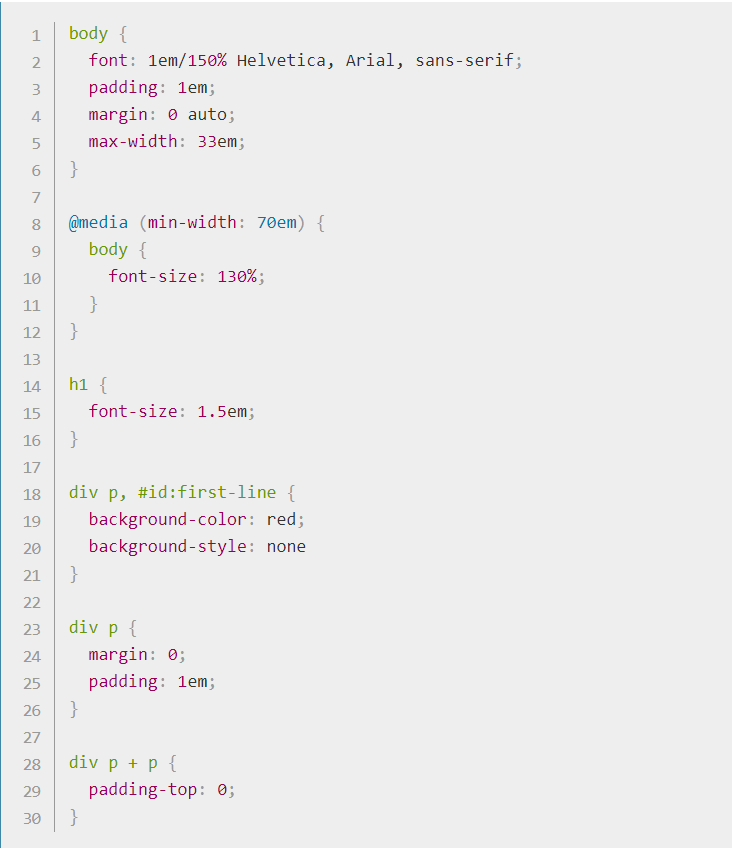 1 body {
2   font: 1em/150% Helvetica, Arial, sans-serif;
3   padding: 1em;
4   margin: 0 auto;
5   max-width: 33em;
6 }
7
8 @media (min-width: 70em) {
9   body {
10     font-size: 130%;
11   }
12 }
13
14 h1 {
15   font-size: 1.5em;
16 }
17
18 div p, #id:first-line {
19   background-color: red;
20   background-style: none
21 }
22
23 div p {
24   margin: 0;
25   padding: 1em;
26 }
27
28 div p + p {
29   padding-top: 0;
30 }